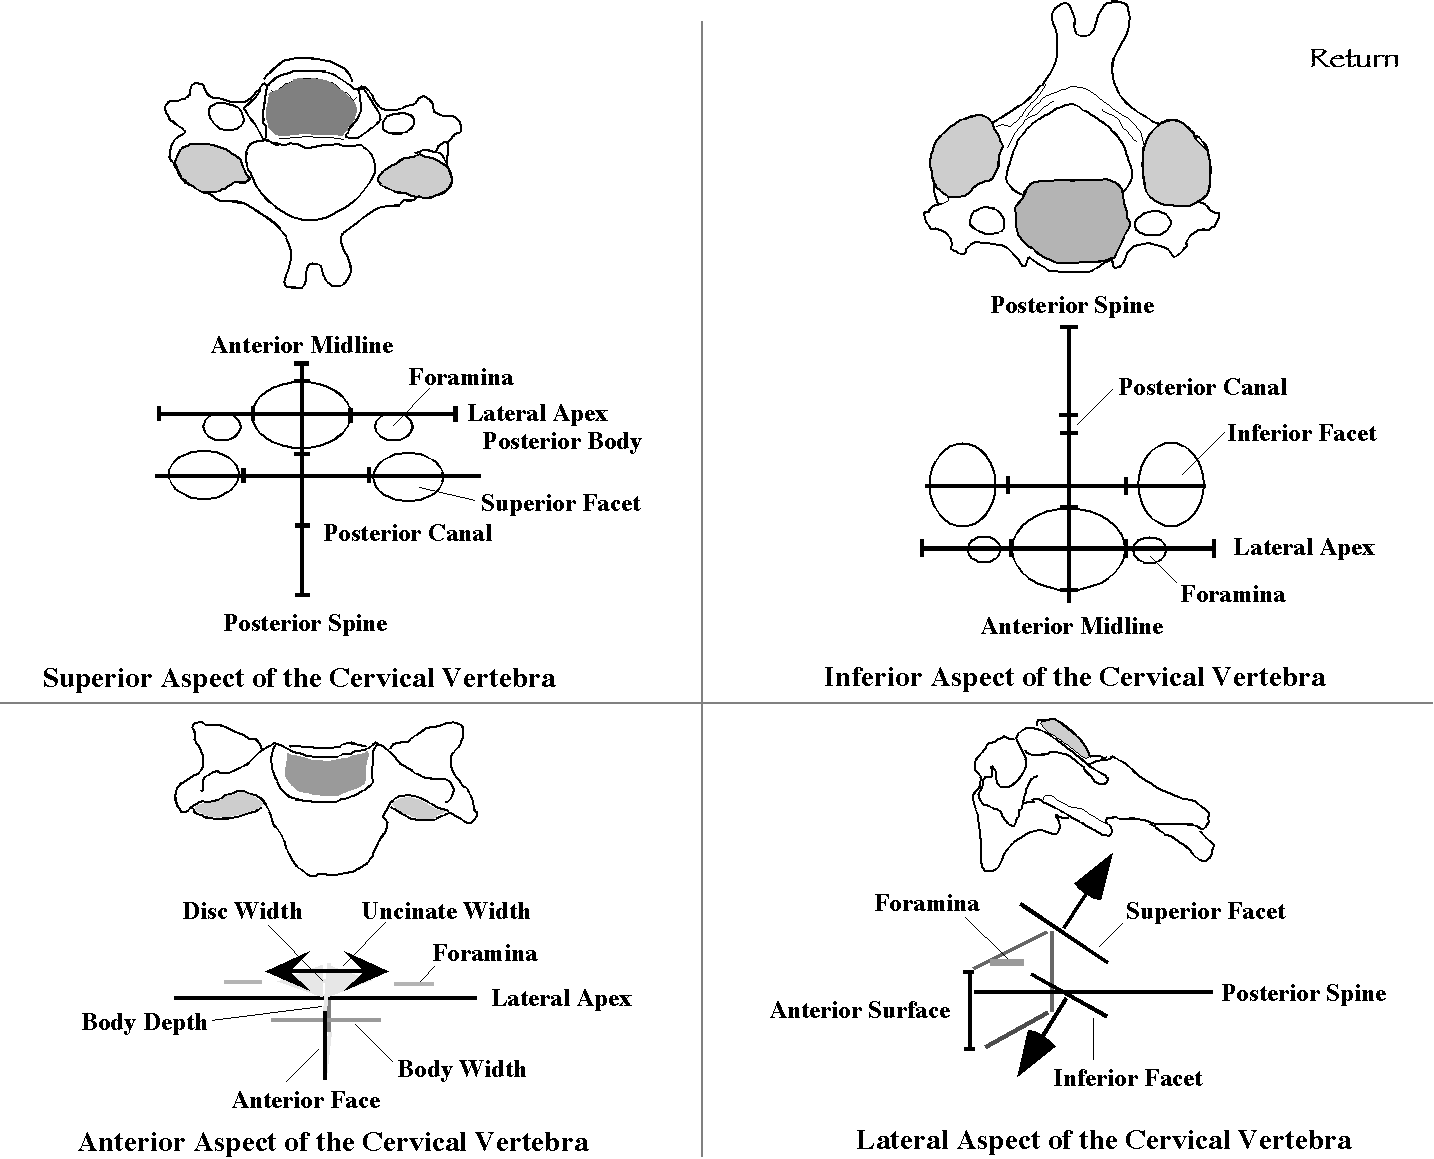 Return
Anterior Midline
Foramina
Lateral Apex
Posterior Body
Superior Facet
Posterior Canal
Posterior Spine
Superior Aspect of the Cervical Vertebra
Posterior Spine
Posterior Canal
Inferior Facet
Lateral Apex
Foramina
Anterior Midline
Inferior Aspect of the Cervical Vertebra
Disc Width
Uncinate Width
Foramina
Lateral Apex
Body Depth
Body Width
Anterior Face
Anterior Aspect of the Cervical Vertebra
Foramina
Superior Facet
Posterior Spine
Anterior Surface
Inferior Facet
Lateral Aspect of the Cervical Vertebra